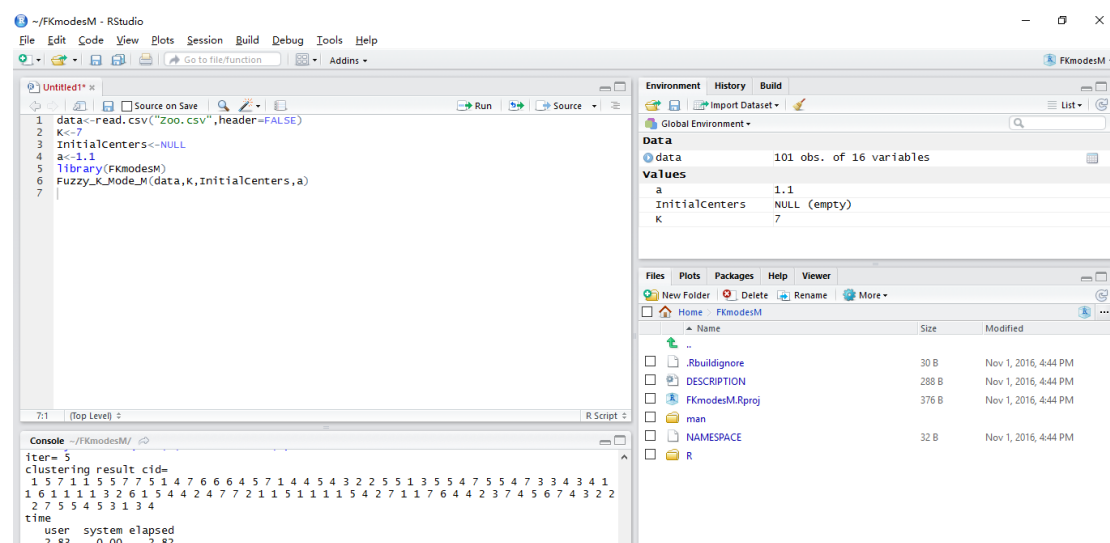 ~/FKmodesM - RStudio
File Edit Code View Plots Session Build Debug Tools Help
Go to file/function Addins FKmodesM
Untitled1*
Source on Save Run Source
1 data<-read.csv("Zoo.csv",header=FALSE)
2 K<-7
3 InitialCenters<-NULL
4 a<-1.1
5 library(FKmodesM)
6 Fuzzy_K_Mode_M(data,K,InitialCenters,a)
7
7:1 (Top Level) R Script
Console ~/FKmodesM/
iter= 5
clustering result cid=
1 5 7 1 1 5 5 7 7 5 1 4 7 6 6 6 4 5 7 1 4 4 5 4 3 2 2 5 5 1 3 5 5 4 7 5 5 4 7 3 3 4 3 4 1
1 6 1 1 1 1 3 2 6 1 5 4 4 2 4 7 7 2 1 1 5 1 1 1 1 5 4 2 7 1 1 7 6 4 4 2 3 7 4 5 6 7 4 3 2 2
2 7 5 5 4 5 3 1 3 4
time
user system elapsed
2.83 0.00 2.82
Environment History Build
Import Dataset List
Global Environment
Data
data 101 obs. of 16 variables
Values
a 1.1
InitialCenters NULL (empty)
K 7
Files Plots Packages Help Viewer
New Folder Delete Rename More
Home FKmodesM
Name Size Modified
..
.Rbuildignore 30 B Nov 1, 2016, 4:44 PM
DESCRIPTION 288 B Nov 1, 2016, 4:44 PM
FKmodesM.Rproj 376 B Nov 1, 2016, 4:44 PM
man
NAMESPACE 32 B Nov 1, 2016, 4:44 PM
R